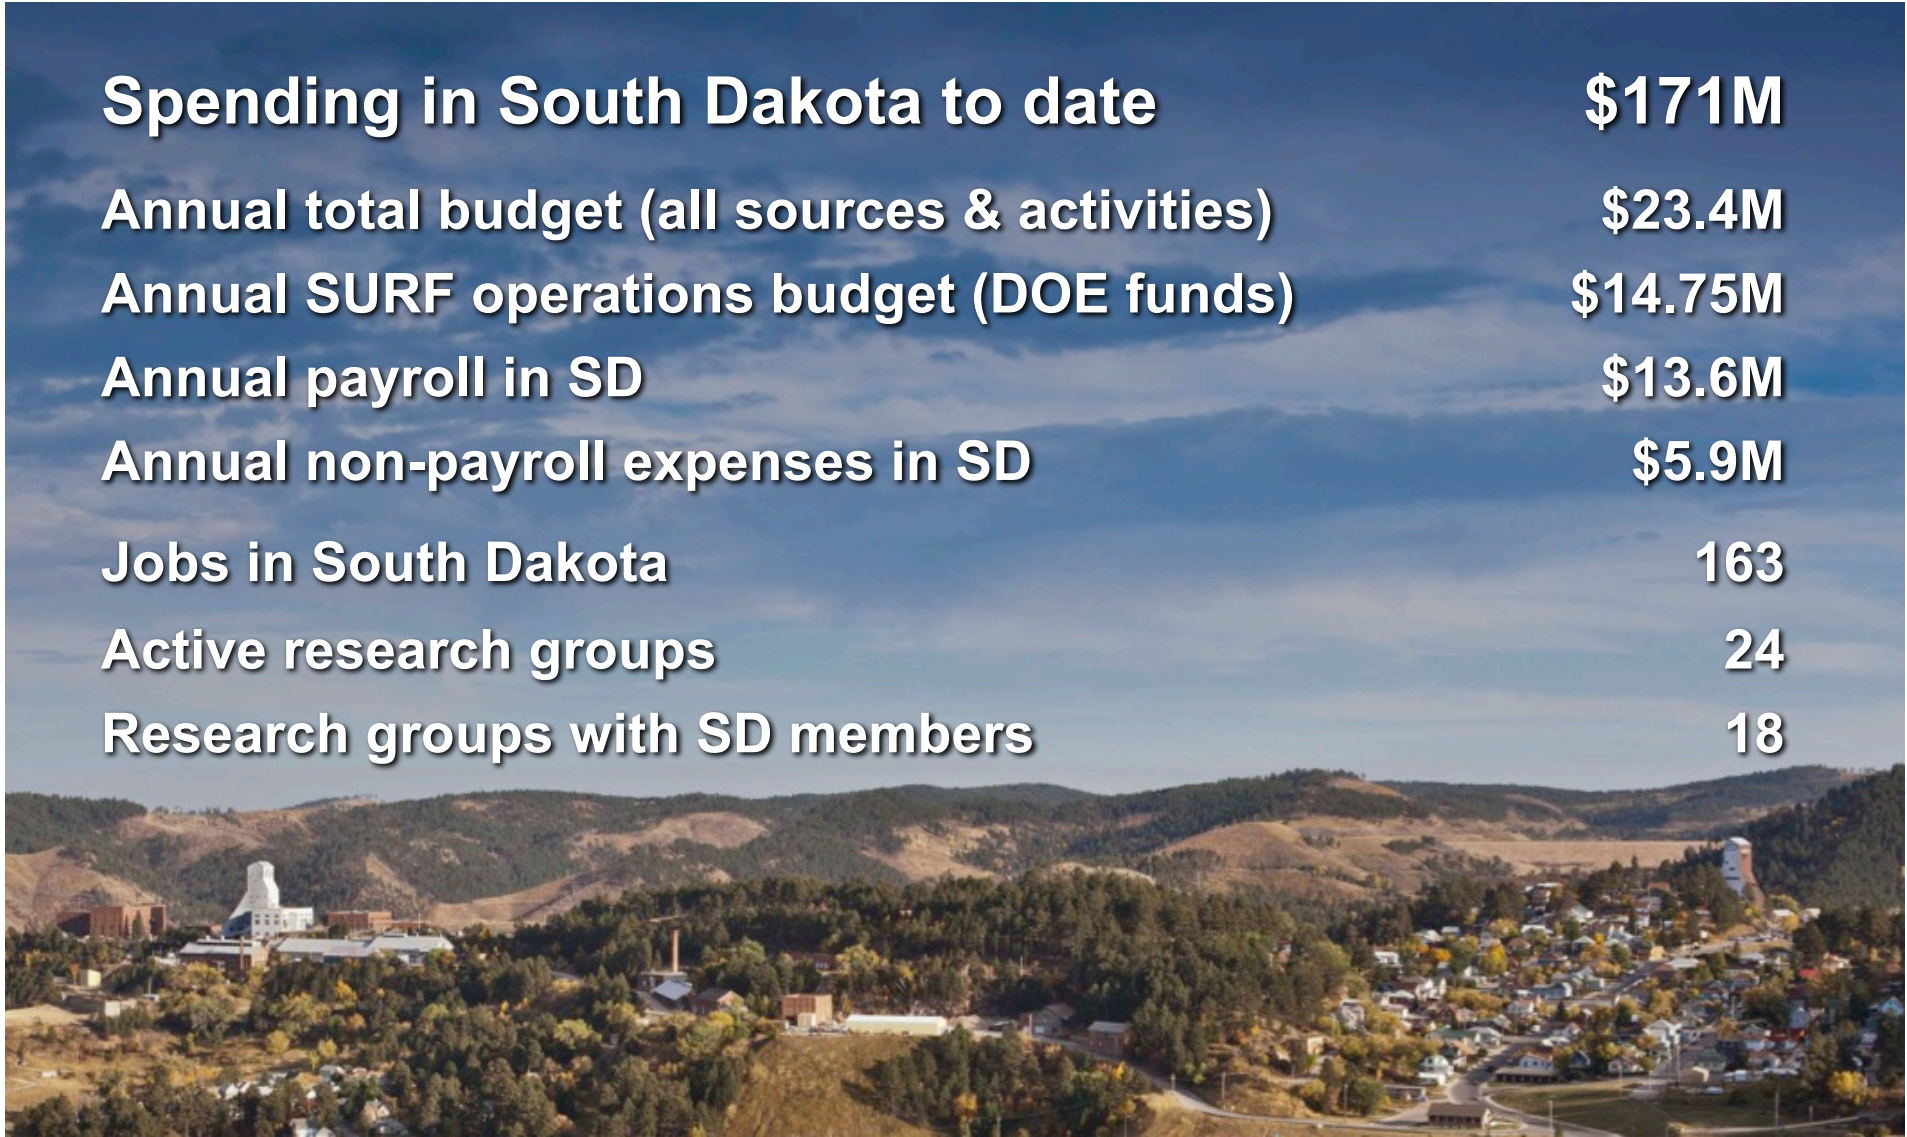 Spending in South Dakota to date $171M
Annual total budget (all sources & activities) $23.4M
Annual SURF operations budget (DOE funds) $14.75M
Annual payroll in SD $13.6M
Annual non-payroll expenses in SD $5.9M
Jobs in South Dakota 163
Active research groups 24
Research groups with SD members 18